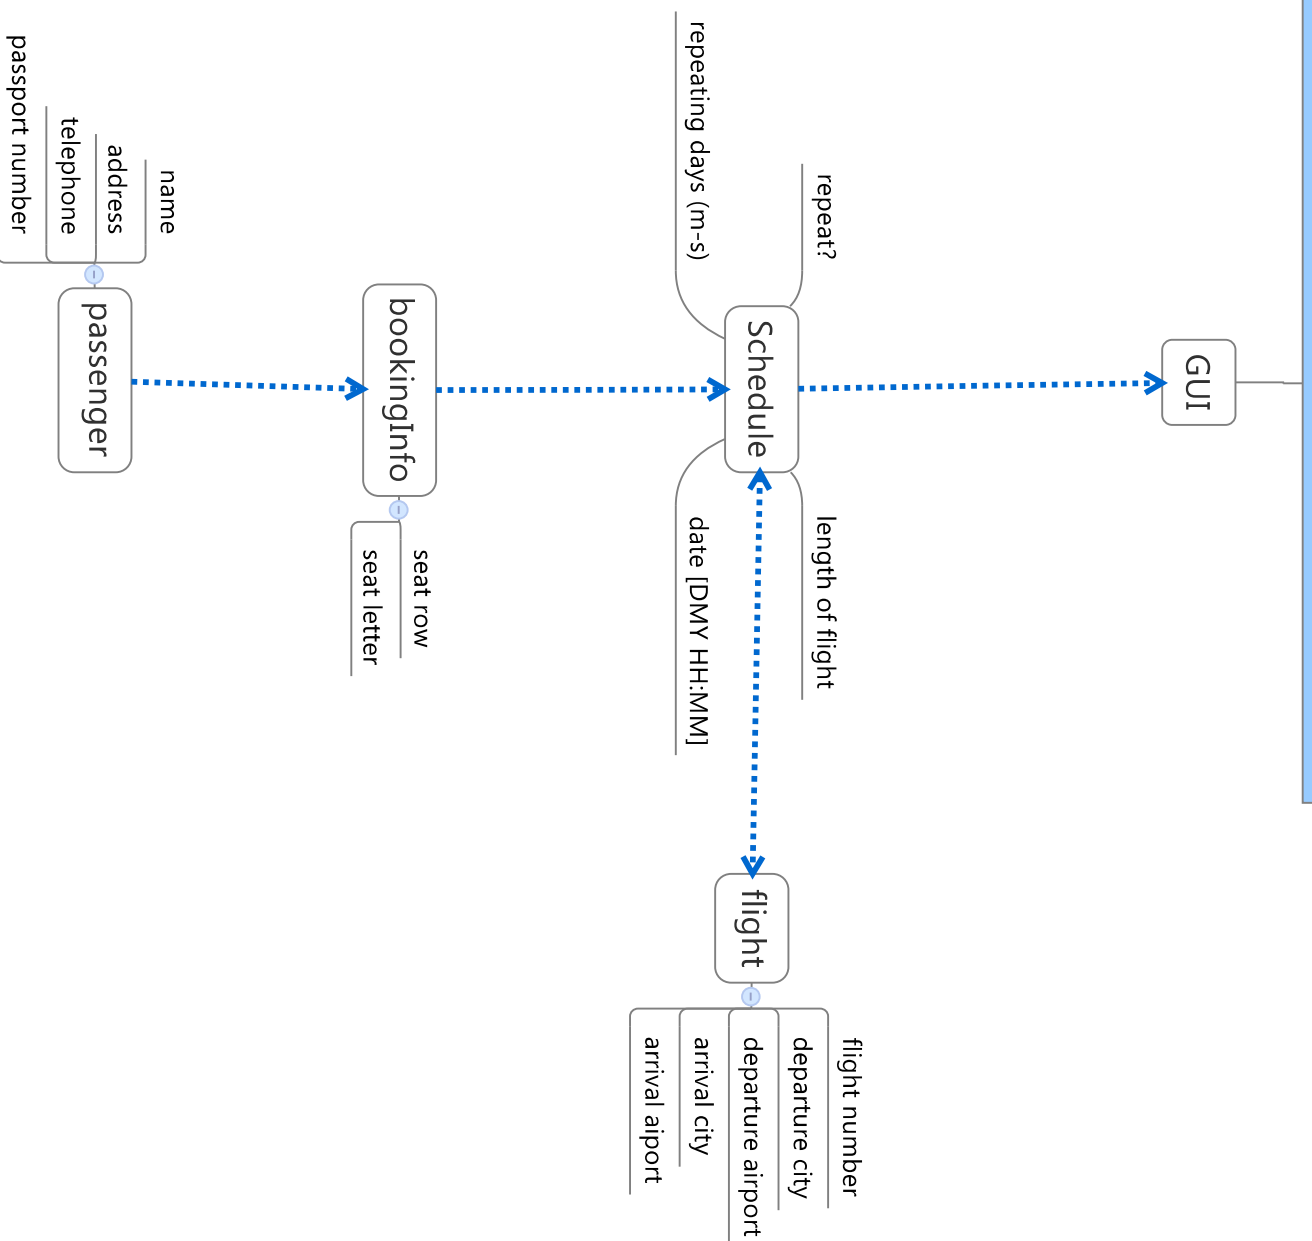 GUI
repeat?
length of flight
Schedule
repeating days (m-s)
date [DMY HH:MM]
flight
flight number
departure city
departure airport
arrival city
arrival aiport
bookingInfo
seat row
seat letter
name
address
telephone
passport number
passenger